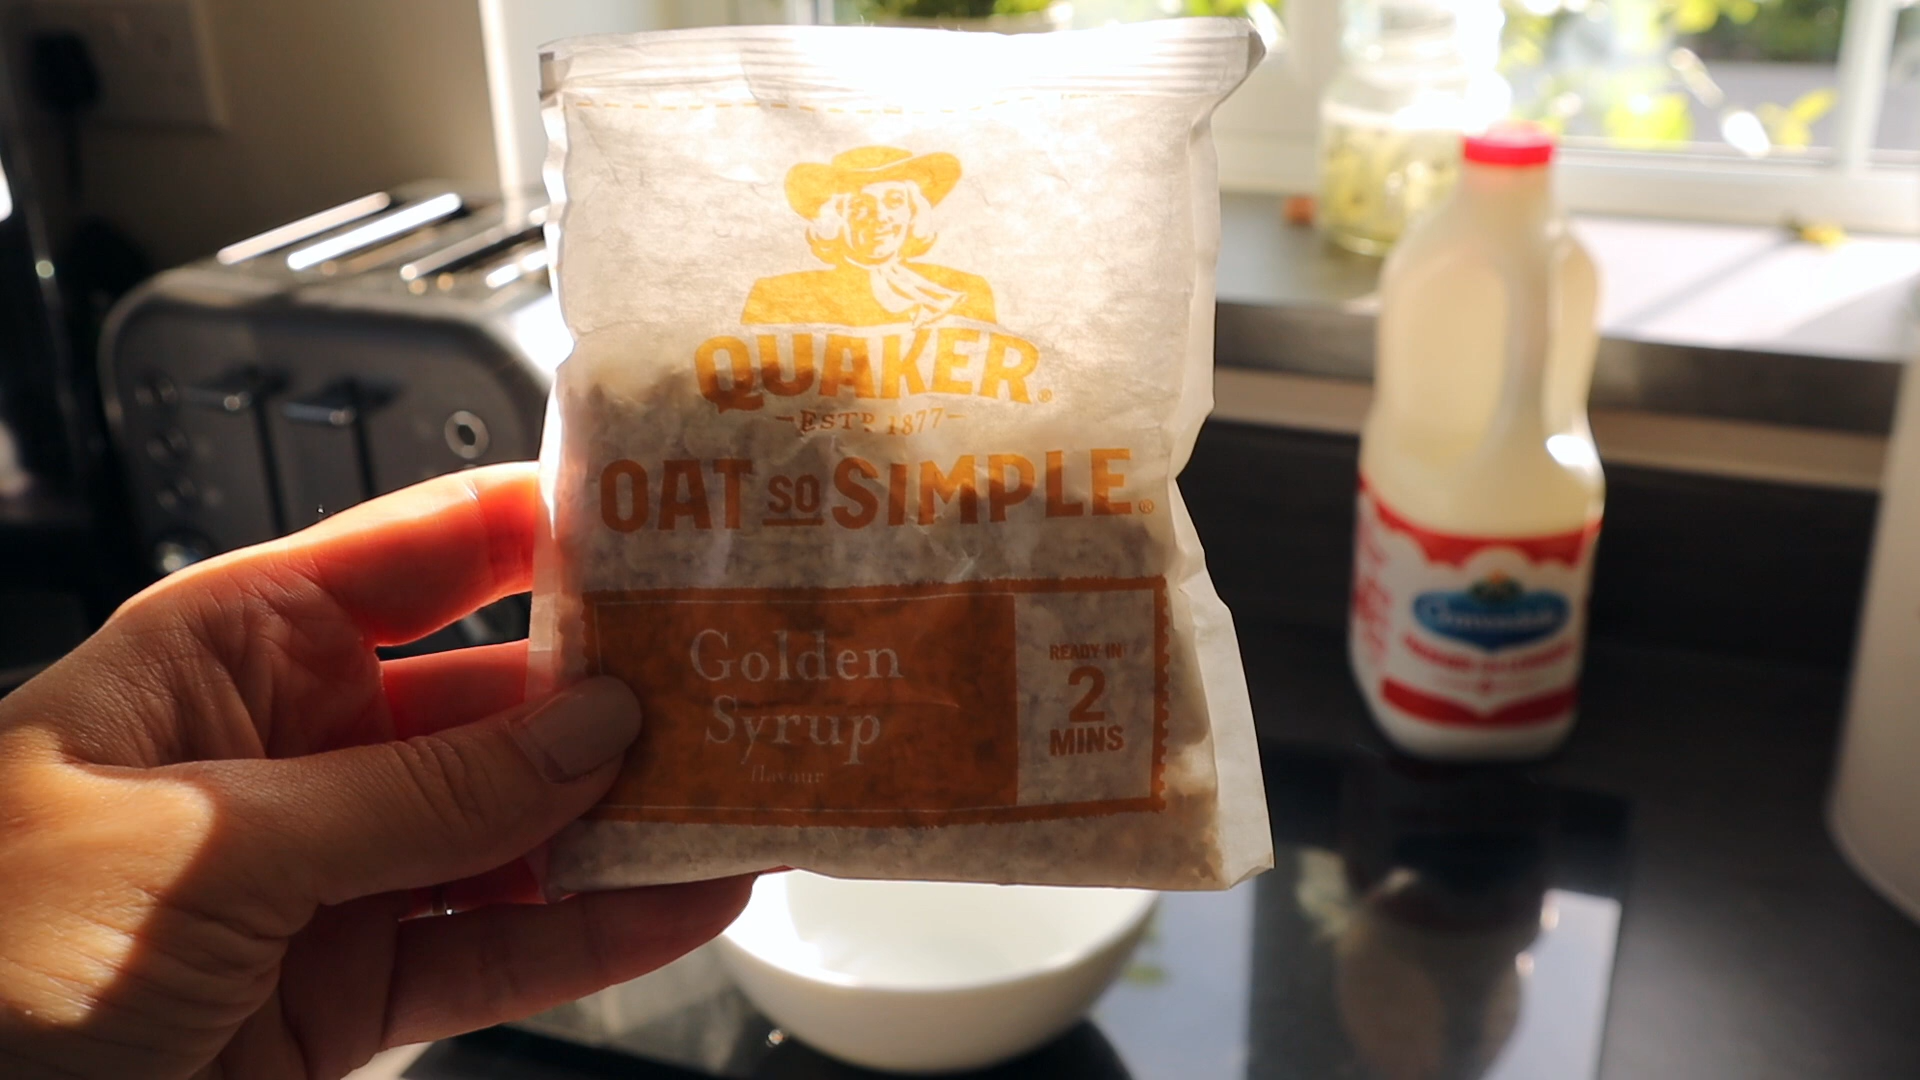 QUAKER®
ESTD. 1877
OAT SO SIMPLE®
Golden
Syrup
flavour
READY IN
2
MINS